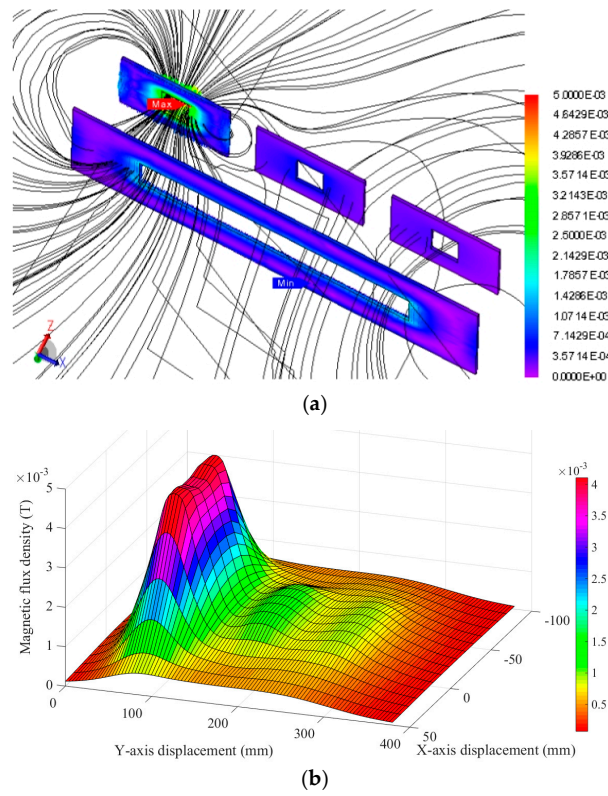 Max
Min
Z
X
5.0000E-03
4.6429E-03
4.2857E-03
3.9286E-03
3.5714E-03
3.2143E-03
2.8571E-03
2.5000E-03
2.1429E-03
1.7857E-03
1.4286E-03
1.0714E-03
7.1429E-04
3.5714E-04
0.0000E+00
(a)
×10⁻³
5
4
3
2
1
0
Magnetic flux density (T)
0
100
200
300
400
Y-axis displacement (mm)
50
0
-50
-100
X-axis displacement (mm)
×10⁻³
4
3.5
3
2.5
2
1.5
1
0.5
(b)